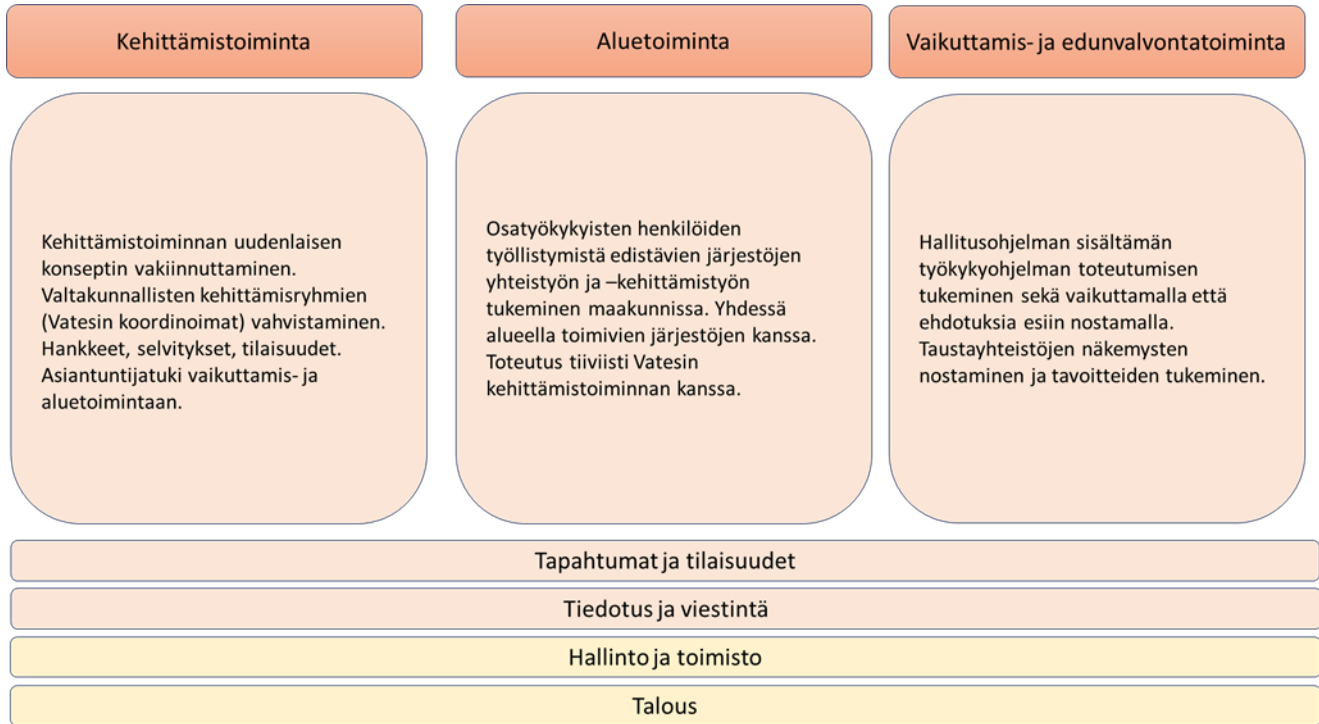 Kehittämistoiminta
Aluetoiminta
Vaikuttamis- ja edunvalvontatoiminta
Kehittämistoiminnan uudenlaisen
konseptin vakiinnuttaminen.
Valtakunnallisten kehittämisryhmien
(Vatesin koordinoimat) vahvistaminen.
Hankkeet, selvitykset, tilaisuudet.
Asiantuntijatuki vaikuttamis- ja
aluetoimintaan.
Osatyökykyisten henkilöiden
työllistymistä edistävien järjestöjen
yhteistyön ja –kehittämistyön
tukeminen maakunnissa. Yhdessä
alueella toimivien järjestöjen kanssa.
Toteutus tiiviisti Vatesin
kehittämistoiminnan kanssa.
Hallitusohjelman sisältämän
työkykyohjelman toteutumisen
tukeminen sekä vaikuttamalla että
ehdotuksia esiin nostamalla.
Taustayhteistöjen näkemysten
nostaminen ja tavoitteiden tukeminen.
Tapahtumat ja tilaisuudet
Tiedotus ja viestintä
Hallinto ja toimisto
Talous